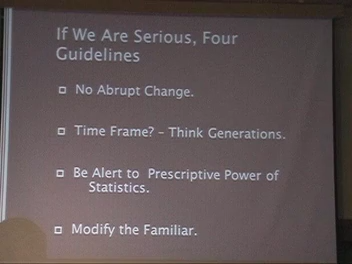 If We Are Serious, Four
Guidelines
No Abrupt Change.
Time Frame? – Think Generations.
Be Alert to Prescriptive Power of
Statistics.
Modify the Familiar.